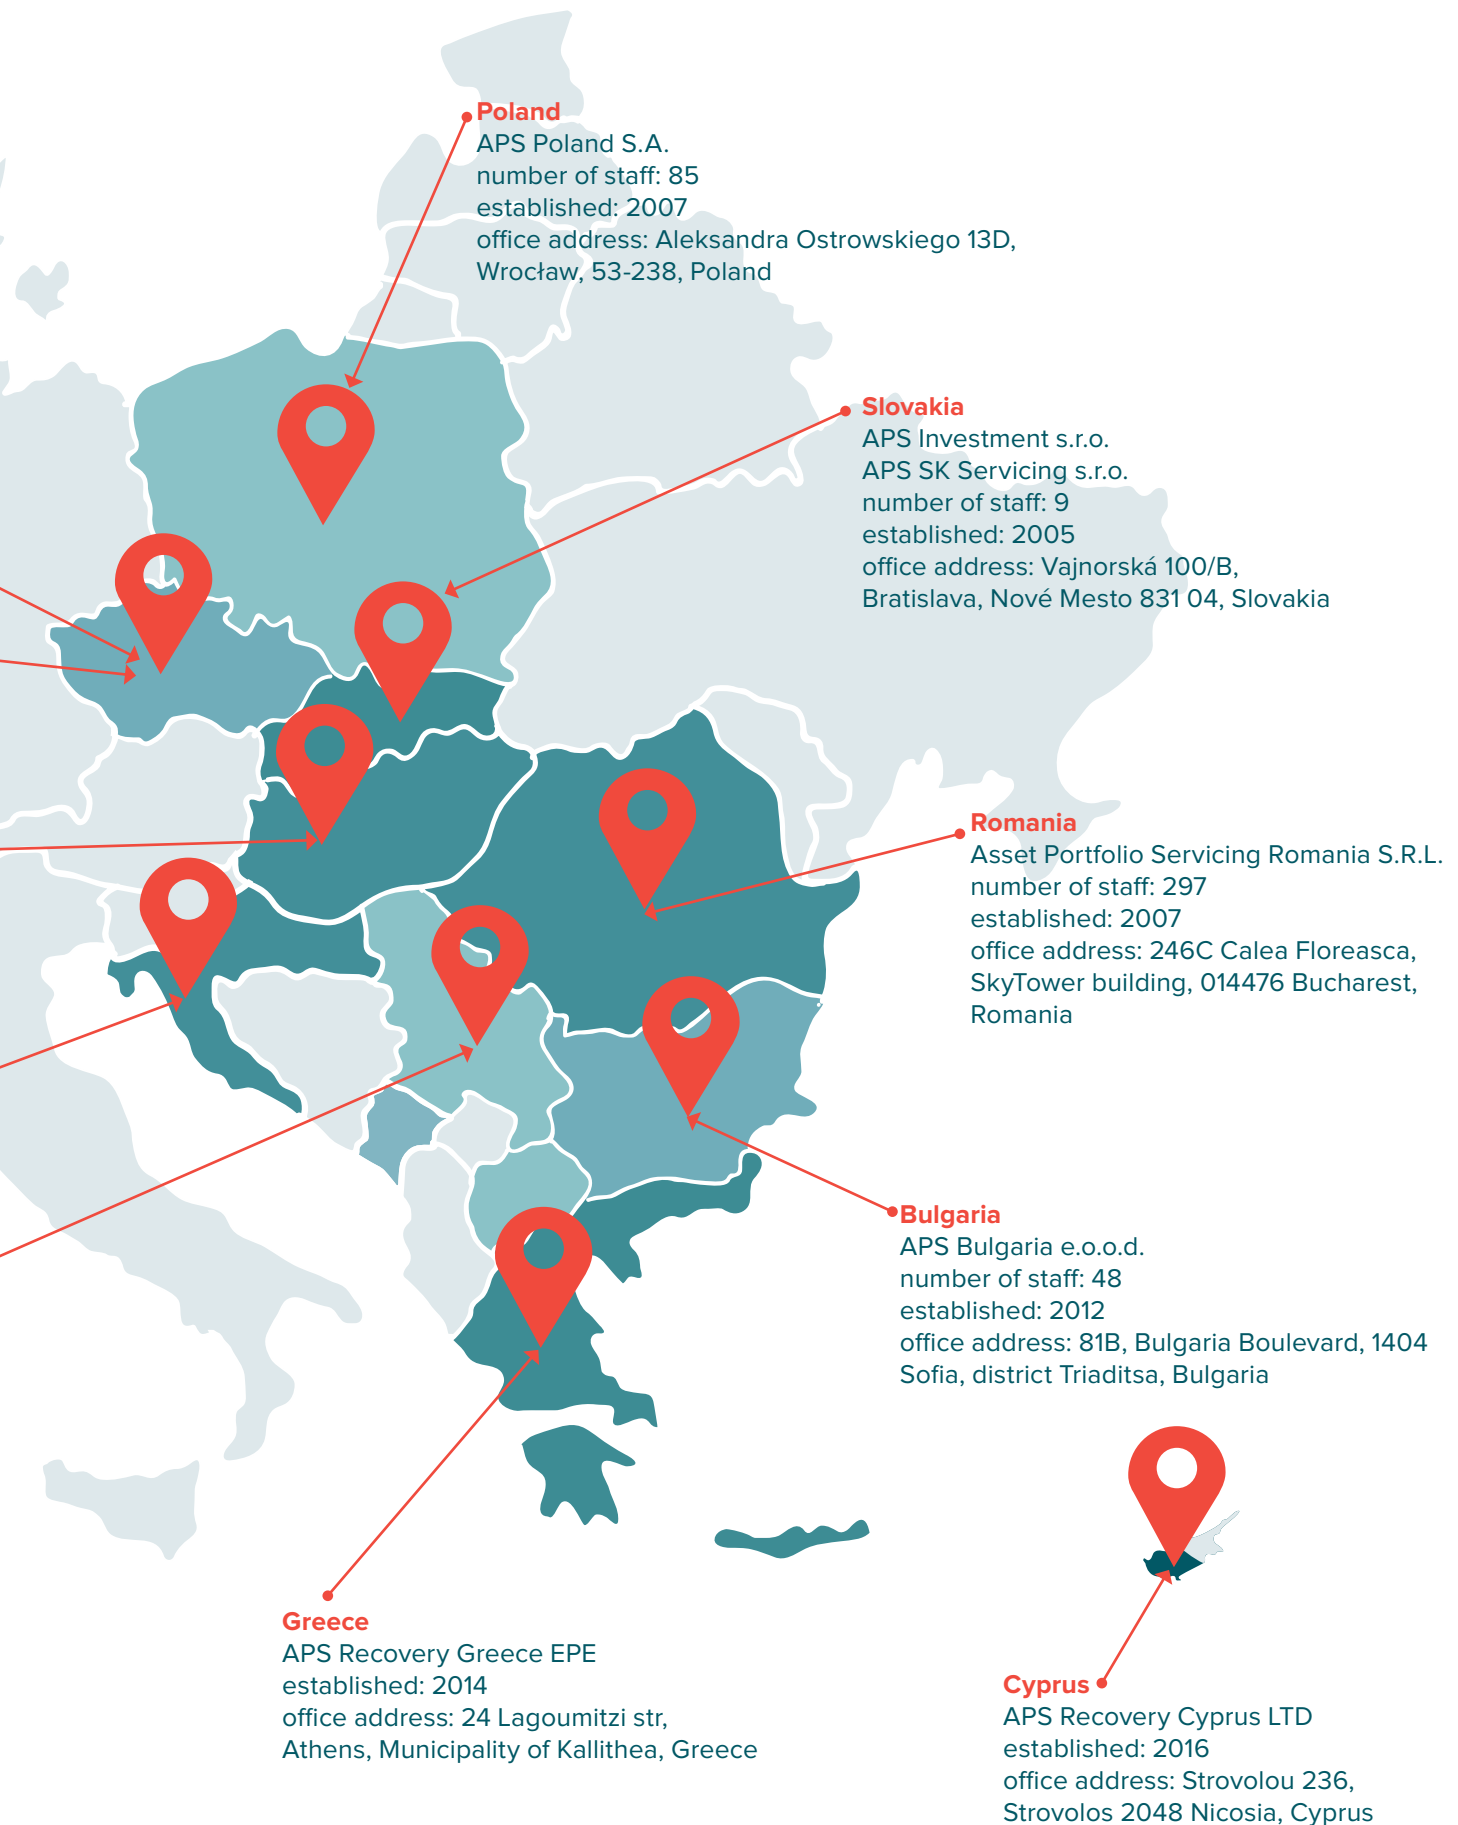 Poland
APS Poland S.A.
number of staff: 85
established: 2007
office address: Aleksandra Ostrowskiego 13D,
Wrocław, 53-238, Poland
Slovakia
APS Investment s.r.o.
APS SK Servicing s.r.o.
number of staff: 9
established: 2005
office address: Vajnorská 100/B,
Bratislava, Nové Mesto 831 04, Slovakia
Romania
Asset Portfolio Servicing Romania S.R.L.
number of staff: 297
established: 2007
office address: 246C Calea Floreasca,
SkyTower building, 014476 Bucharest,
Romania
Bulgaria
APS Bulgaria e.o.o.d.
number of staff: 48
established: 2012
office address: 81B, Bulgaria Boulevard, 1404
Sofia, district Triaditsa, Bulgaria
Greece
APS Recovery Greece EPE
established: 2014
office address: 24 Lagoumitzi str,
Athens, Municipality of Kallithea, Greece
Cyprus
APS Recovery Cyprus LTD
established: 2016
office address: Strovolou 236,
Strovolos 2048 Nicosia, Cyprus